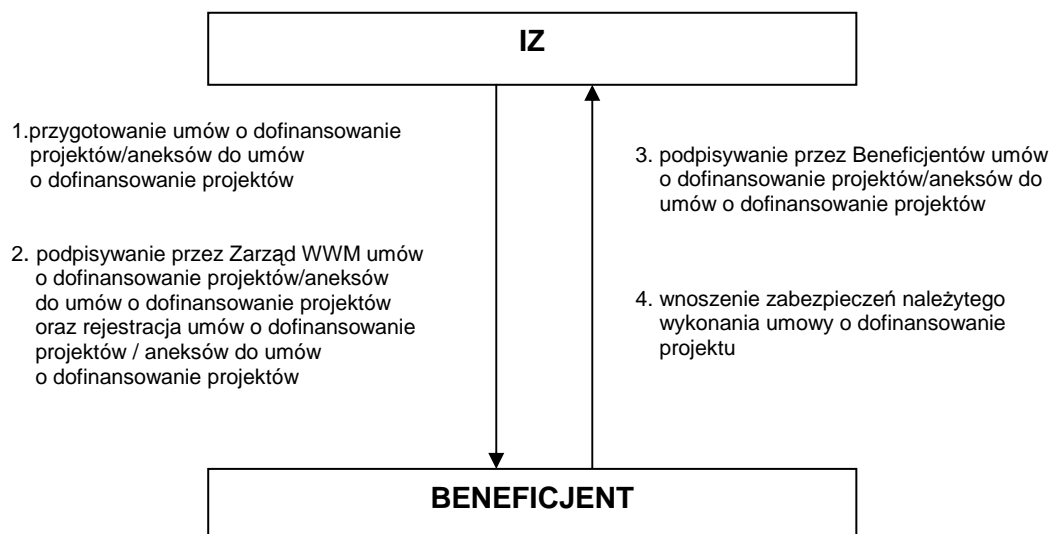 IZ
1.przygotowanie umów o dofinansowanie
projektów/aneksów do umów
o dofinansowanie projektów
2. podpisywanie przez Zarząd WWM umów
o dofinansowanie projektów/aneksów
do umów o dofinansowanie projektów
oraz rejestracja umów o dofinansowanie
projektów / aneksów do umów
o dofinansowanie projektów
3. podpisywanie przez Beneficjentów umów
o dofinansowanie projektów/aneksów do
umów o dofinansowanie projektów
4. wnoszenie zabezpieczeń należytego
wykonania umowy o dofinansowanie
projektu
BENEFICJENT